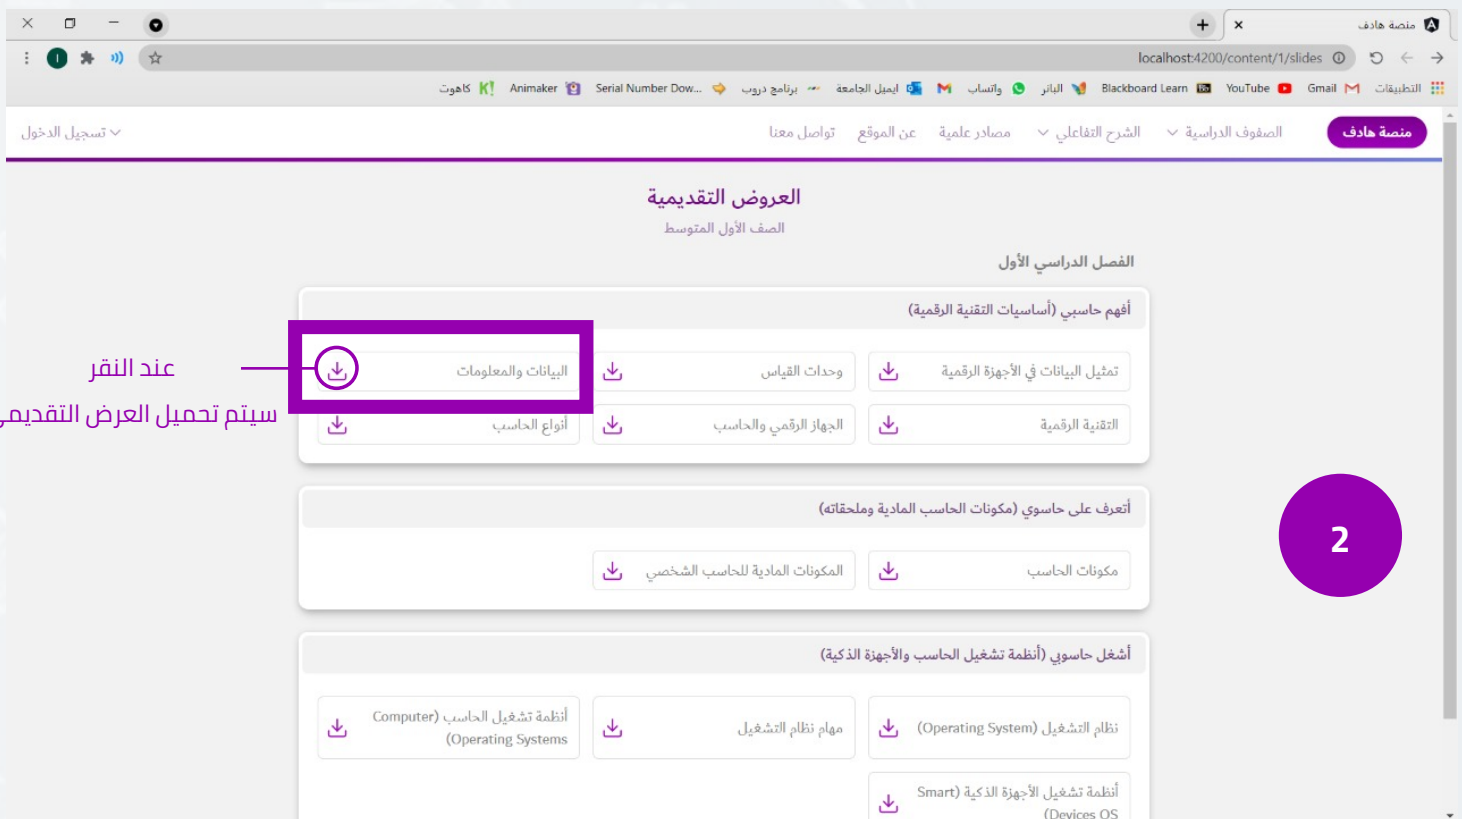 منصة هادف
localhost:4200/content/1/slides
التطبيقات Gmail YouTube Blackboard Learn الباتر واتساب ايميل الجامعة برنامج دروب Serial Number Dow... Animaker كاهوت
منصة هادف الصفوف الدراسية الشرح التفاعلي مصادر علمية عن الموقع تواصل معنا تسجيل الدخول
العروض التقديمية
الصف الأول المتوسط
الفصل الدراسي الأول
أفهم حاسبي (أساسيات التقنية الرقمية)
تمثيل البيانات في الأجهزة الرقمية وحدات القياس البيانات والمعلومات
عند النقر
سيتم تحميل العرض التقديمي
التقنية الرقمية الجهاز الرقمي والحاسب أنواع الحاسب
أتعرف على حاسوي (مكونات الحاسب المادية وملحقاته)
2
مكونات الحاسب المكونات المادية للحاسب الشخصي
أشغل حاسوبي (أنظمة تشغيل الحاسب والأجهزة الذكية)
نظام التشغيل (Operating System) مهام نظام التشغيل أنظمة تشغيل الحاسب (Computer
Operating Systems)
أنظمة تشغيل الأجهزة الذكية (Smart
Devices OS)